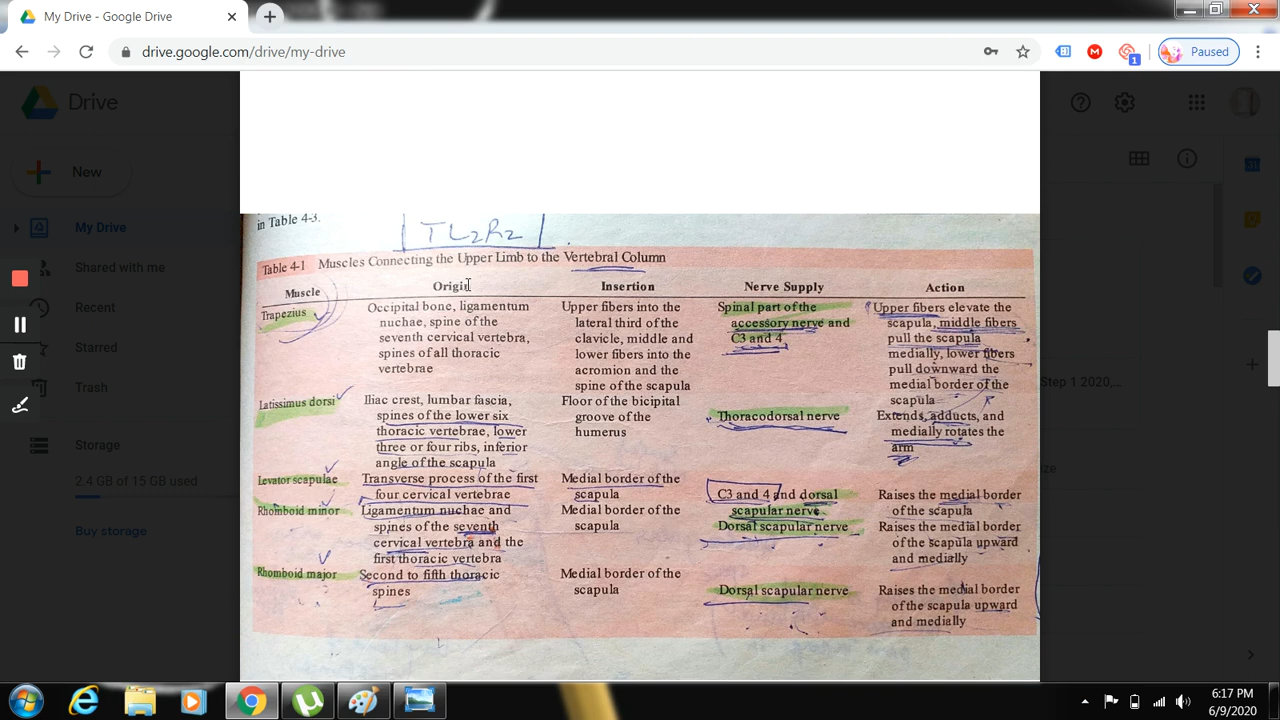 My Drive - Google Drive
drive.google.com/drive/my-drive
1
Paused
Drive
New
My Drive
Shared with me
Recent
Starred
Trash
Storage
2.4 GB of 15 GB used
Buy storage
Step 1 2020,
in Table 4-3.
TL2R2
Table 4-1 Muscles Connecting the Upper Limb to the Vertebral Column
Muscle Origin Insertion Nerve Supply Action
Trapezius Occipital bone, ligamentum Upper fibers into the Spinal part of the Upper fibers elevate the
nuchae, spine of the lateral third of the accessory nerve and scapula, middle fibers
seventh cervical vertebra, clavicle, middle and C3 and 4 pull the scapula
spines of all thoracic lower fibers into the medially, lower fibers
vertebrae acromion and the pull downward the
spine of the scapula medial border of the
scapula
Latissimus dorsi Iliac crest, lumbar fascia, Floor of the bicipital Thoracodorsal nerve Extends, adducts, and
spines of the lower six groove of the medially rotates the
thoracic vertebrae, lower humerus arm
three or four ribs, inferior
angle of the scapula
Levator scapulae Transverse process of the first Medial border of the C3 and 4 and dorsal Raises the medial border
four cervical vertebrae scapula scapular nerve of the scapula
Rhomboid minor Ligamentum nuchae and Medial border of the Dorsal scapular nerve Raises the medial border
spines of the seventh scapula of the scapula upward
cervical vertebra and the and medially
first thoracic vertebra
Rhomboid major Second to fifth thoracic Medial border of the Dorsal scapular nerve Raises the medial border
spines scapula of the scapula upward
and medially
6:17 PM
6/9/2020